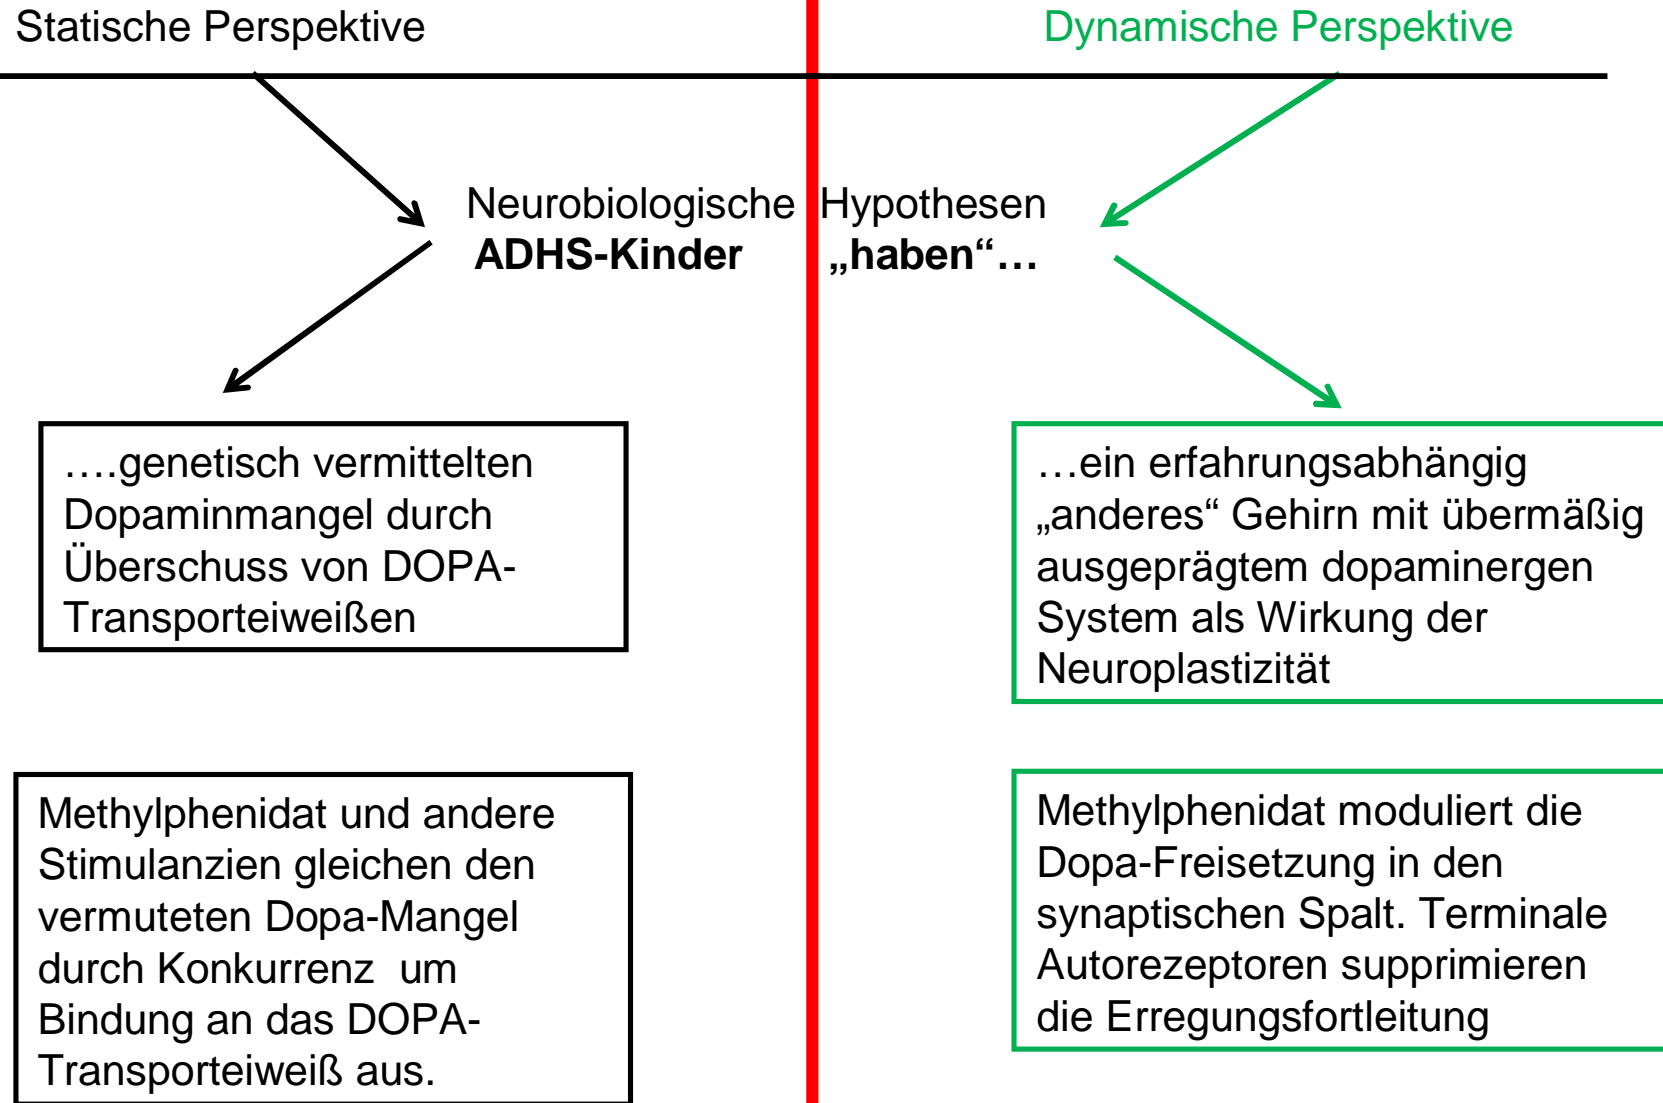 Statische Perspektive
Dynamische Perspektive
Neurobiologische Hypothesen
ADHS-Kinder „haben“…
….genetisch vermittelten
Dopaminmangel durch
Überschuss von DOPA-
Transporteiweißen
…ein erfahrungsabhängig
„anderes“ Gehirn mit übermäßig
ausgeprägtem dopaminergen
System als Wirkung der
Neuroplastizität
Methylphenidat und andere
Stimulanzien gleichen den
vermuteten Dopa-Mangel
durch Konkurrenz  um
Bindung an das DOPA-
Transporteiweiß aus.
Methylphenidat moduliert die
Dopa-Freisetzung in den
synaptischen Spalt. Terminale
Autorezeptoren supprimieren
die Erregungsfortleitung